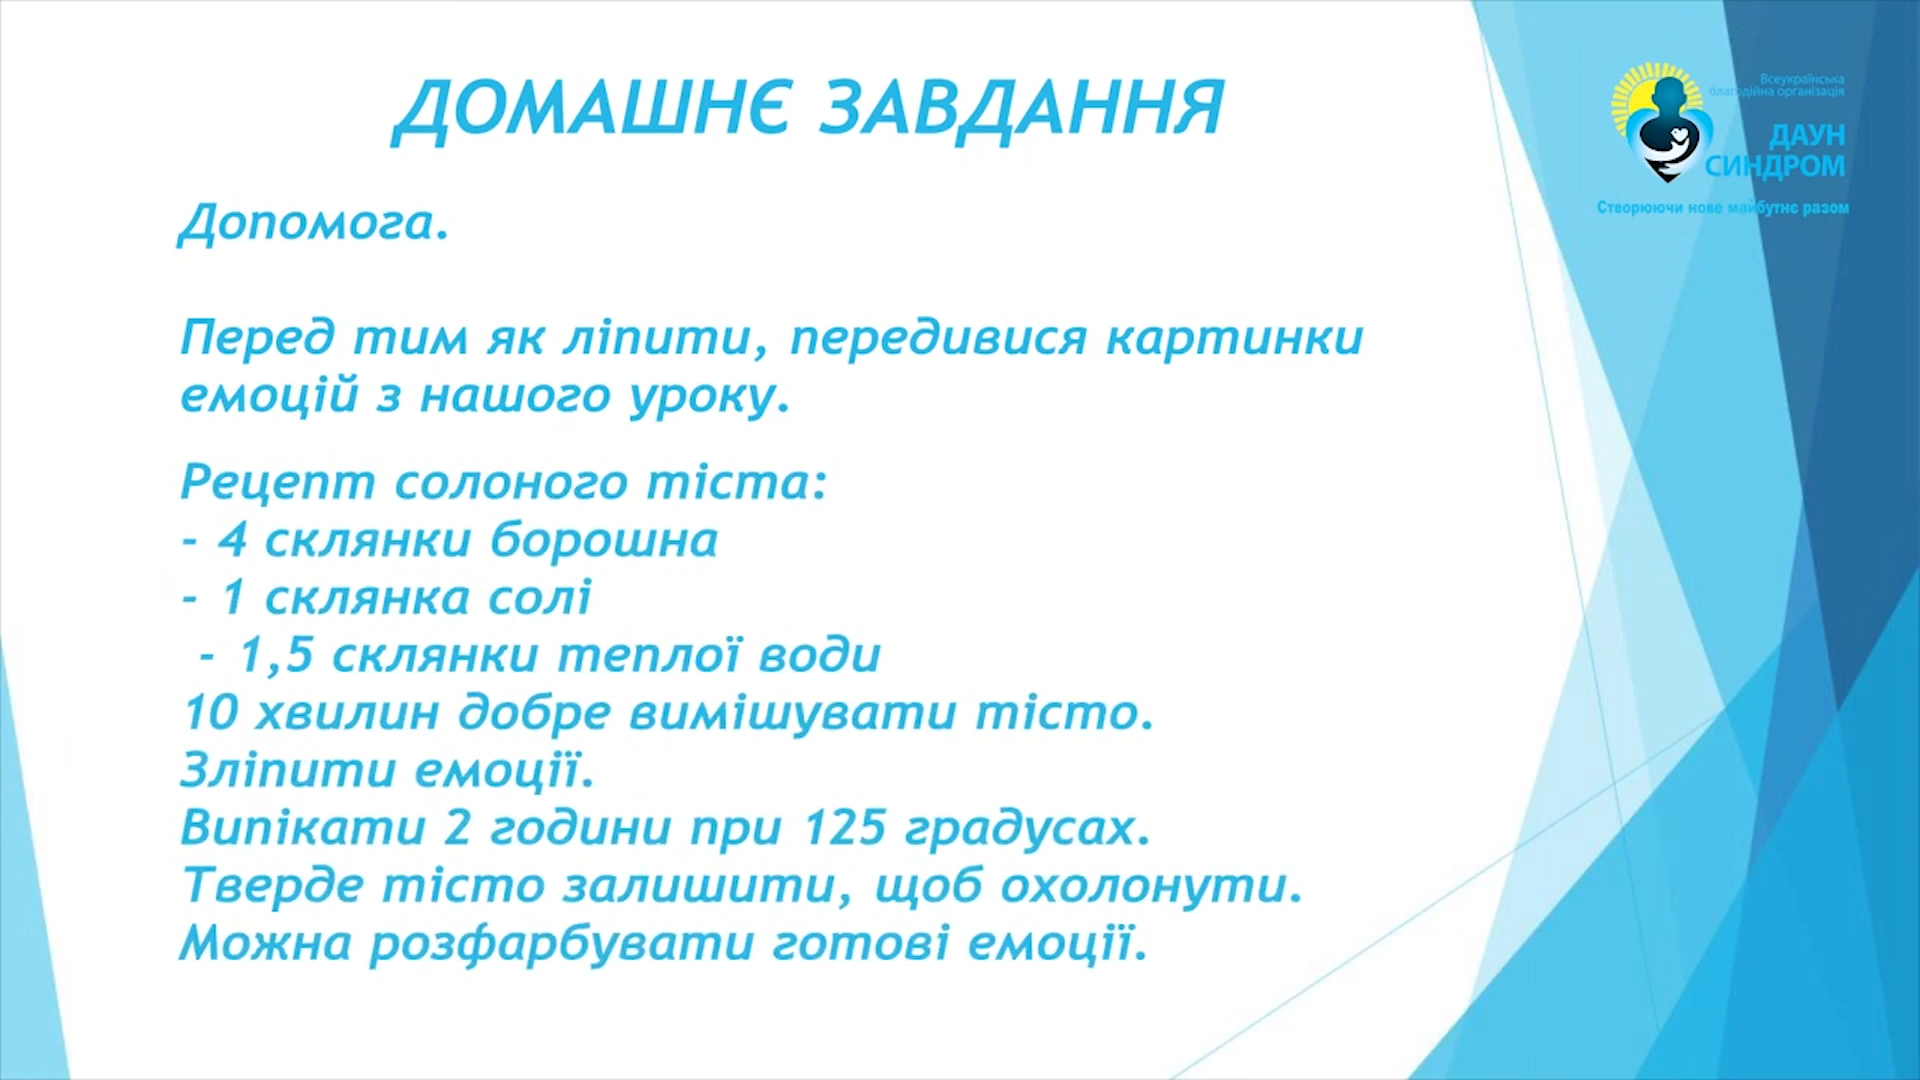 ДОМАШНЄ ЗАВДАННЯ
Всеукраїнська
благодійна організація
ДАУН
СИНДРОМ
Створюючи нове майбутнє разом
Допомога.
Перед тим як ліпити, передивися картинки
емоцій з нашого уроку.
Рецепт солоного тіста:
- 4 склянки борошна
- 1 склянка солі
- 1,5 склянки теплої води
10 хвилин добре вимішувати тісто.
Зліпити емоції.
Випікати 2 години при 125 градусах.
Тверде тісто залишити, щоб охолонути.
Можна розфарбувати готові емоції.